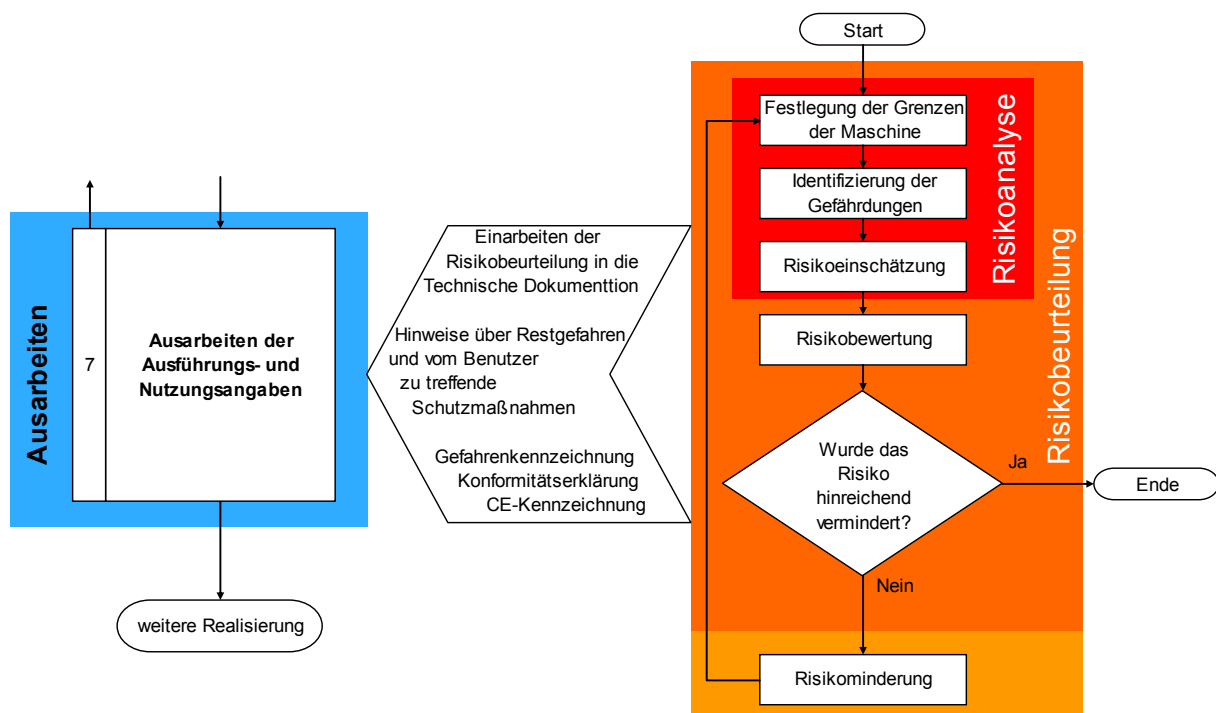 Ausarbeiten
7
Ausarbeiten der
Ausführungs- und
Nutzungsangaben
weitere Realisierung
Einarbeiten der
Risikobeurteilung in die
Technische Dokumenttion
Hinweise über Restgefahren
und vom Benutzer
zu treffende
Schutzmaßnahmen
Gefahrenkennzeichnung
Konformitätserklärung
CE-Kennzeichnung
Start
Festlegung der Grenzen
der Maschine
Identifizierung der
Gefährdungen
Risikoeinschätzung
Risikoanalyse
Risikobewertung
Risikobeurteilung
Wurde das
Risiko
hinreichend
vermindert?
Ja
Ende
Nein
Risikominderung